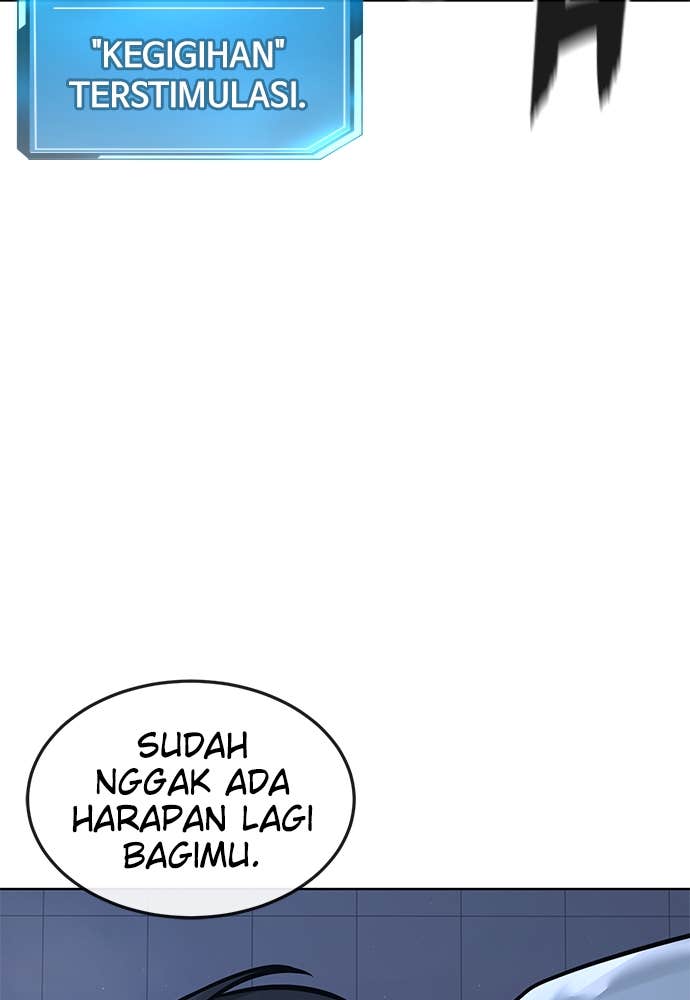 "KEGIGIHAN"
TERSTIMULASI.
SUDAH
NGGAK ADA
HARAPAN LAGI
BAGIMU.